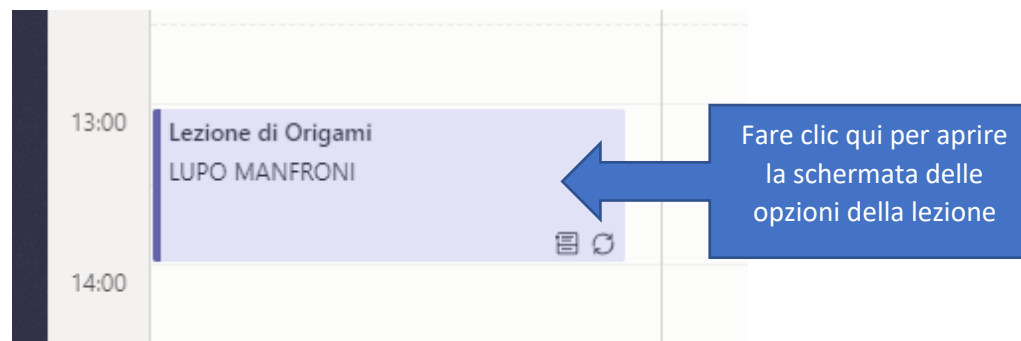 13:00
Lezione di Origami
LUPO MANFRONI
Fare clic qui per aprire
la schermata delle
opzioni della lezione
14:00